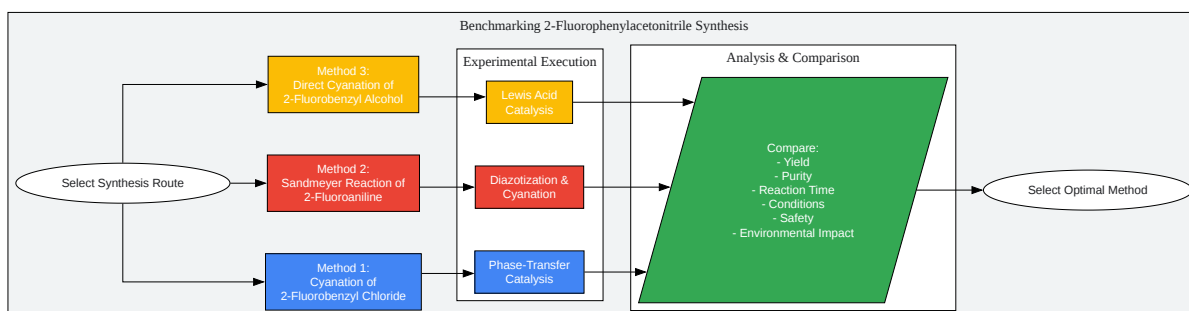 Benchmarking 2-Fluorophenylacetonitrile Synthesis
Select Synthesis Route
Method 3:
Direct Cyanation of
2-Fluorobenzyl Alcohol
Method 2:
Sandmeyer Reaction of
2-Fluoroaniline
Method 1:
Cyanation of
2-Fluorobenzyl Chloride
Experimental Execution
Lewis Acid
Catalysis
Diazotization &
Cyanation
Phase-Transfer
Catalysis
Analysis & Comparison
Compare:
- Yield
- Purity
- Reaction Time
- Conditions
- Safety
- Environmental Impact
Select Optimal Method